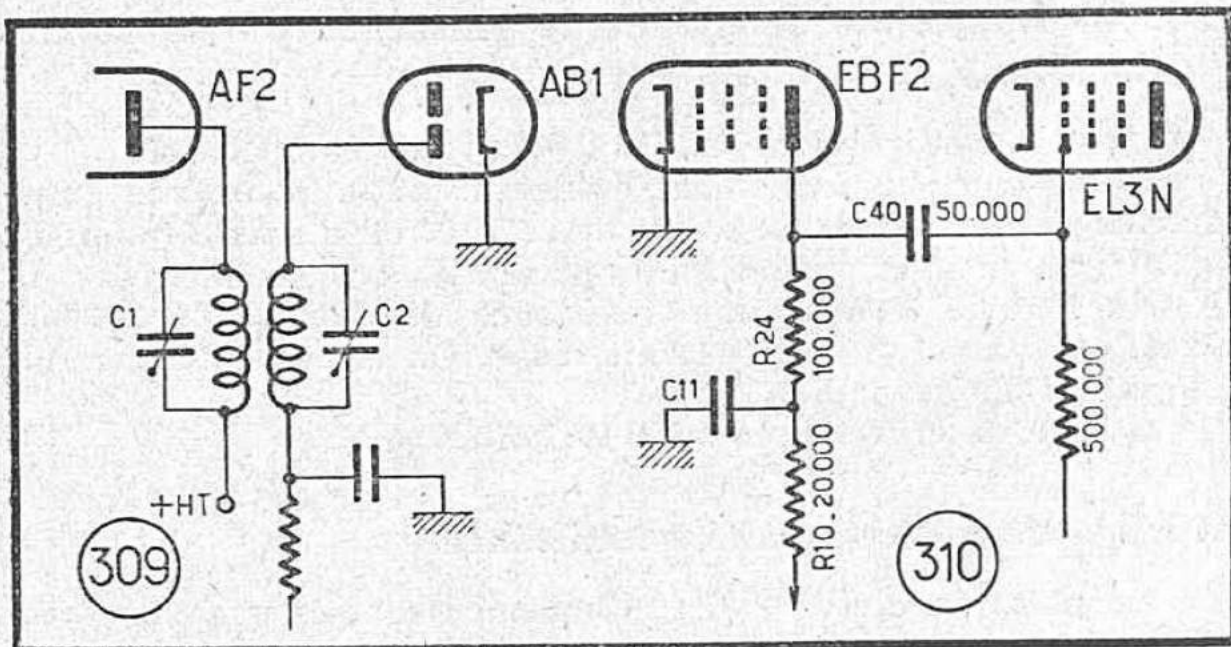 AF2
AB1
C1
C2
+HT
309
EBF2
EL3N
C40 50.000
R24 100.000
C11
R10. 20.000
500.000
310